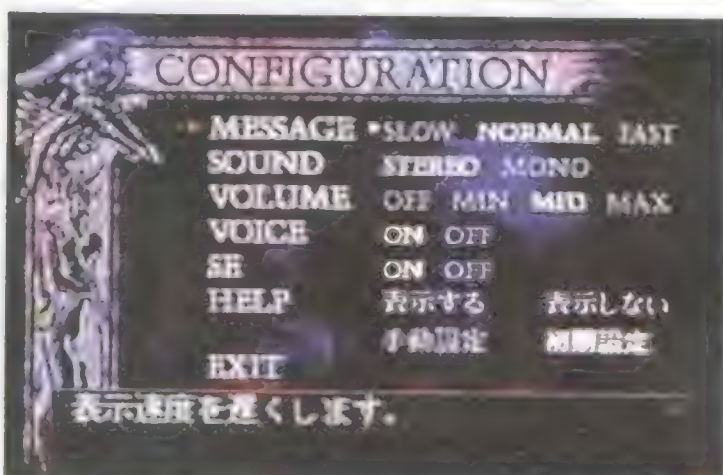 CONFIGURATION
MESSAGE SLOW NORMAL FAST
SOUND STEREO MONO
VOLUME OFF MIN MID MAX
VOICE ON OFF
SE ON OFF
HELP 表示する 表示しない
手動設定 初期設定
EXIT
表示速度を遅くします。